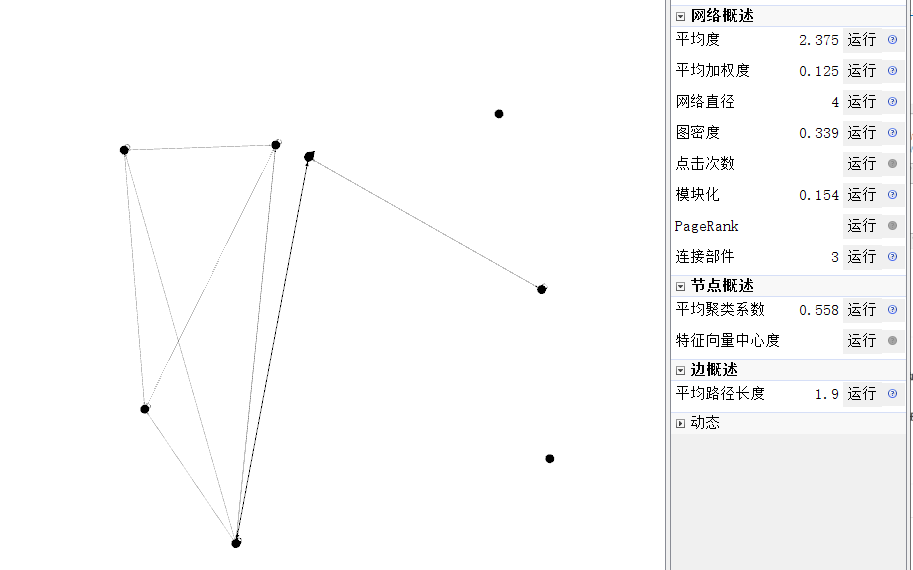 网络概述
平均度 2.375 运行
平均加权度 0.125 运行
网络直径 4 运行
图密度 0.339 运行
点击次数 运行
模块化 0.154 运行
PageRank 运行
连接部件 3 运行
节点概述
平均聚类系数 0.558 运行
特征向量中心度 运行
边概述
平均路径长度 1.9 运行
动态